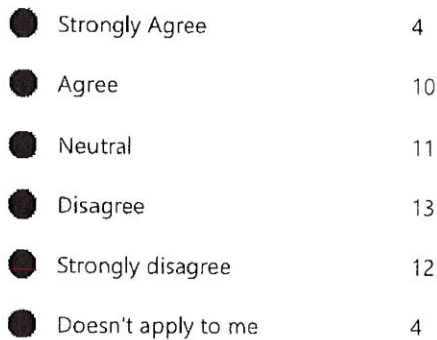 Strongly Agree 4
Agree 10
Neutral 11
Disagree 13
Strongly disagree 12
Doesn't apply to me 4